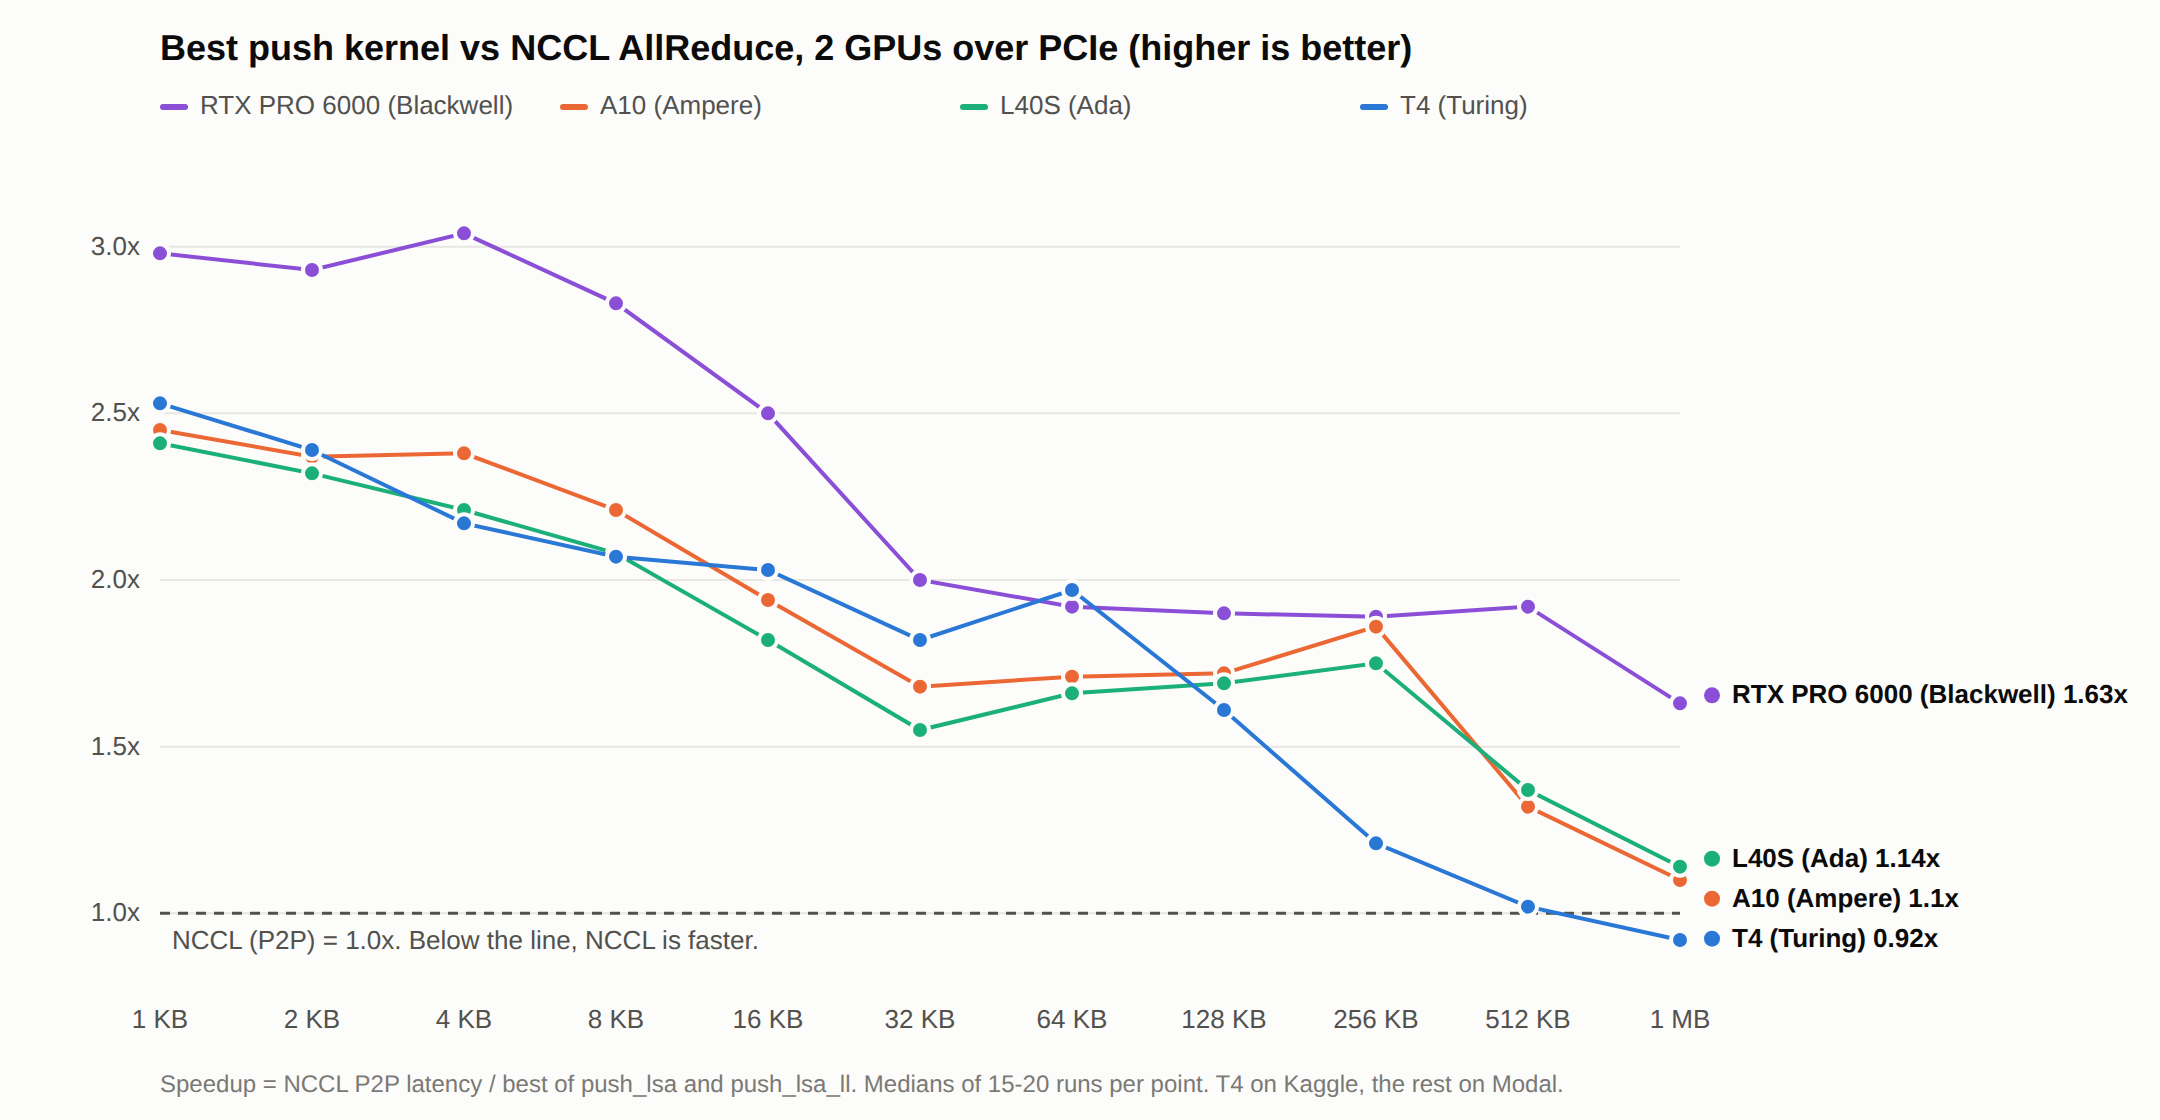 Best push kernel vs NCCL AllReduce, 2 GPUs over PCIe (higher is better)
RTX PRO 6000 (Blackwell) A10 (Ampere) L40S (Ada) T4 (Turing)
3.0x
2.5x
2.0x
1.5x
1.0x
RTX PRO 6000 (Blackwell) 1.63x
L40S (Ada) 1.14x
A10 (Ampere) 1.1x
T4 (Turing) 0.92x
NCCL (P2P) = 1.0x. Below the line, NCCL is faster.
1 KB 2 KB 4 KB 8 KB 16 KB 32 KB 64 KB 128 KB 256 KB 512 KB 1 MB
Speedup = NCCL P2P latency / best of push_lsa and push_lsa_ll. Medians of 15-20 runs per point. T4 on Kaggle, the rest on Modal.